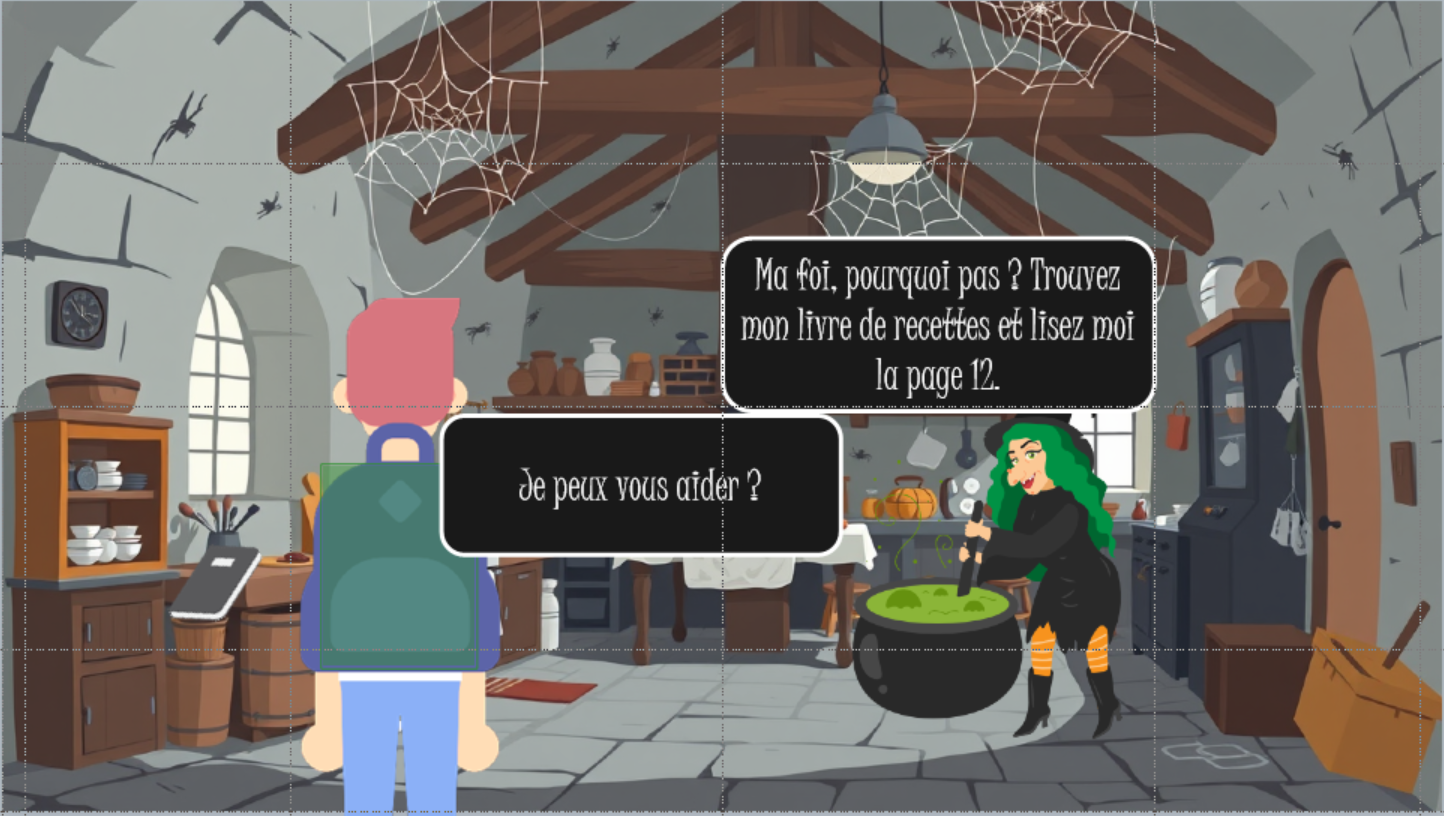 Ma foi, pourquoi pas ? Trouvez
mon livre de recettes et lisez moi
la page 12.
Je peux vous aider ?